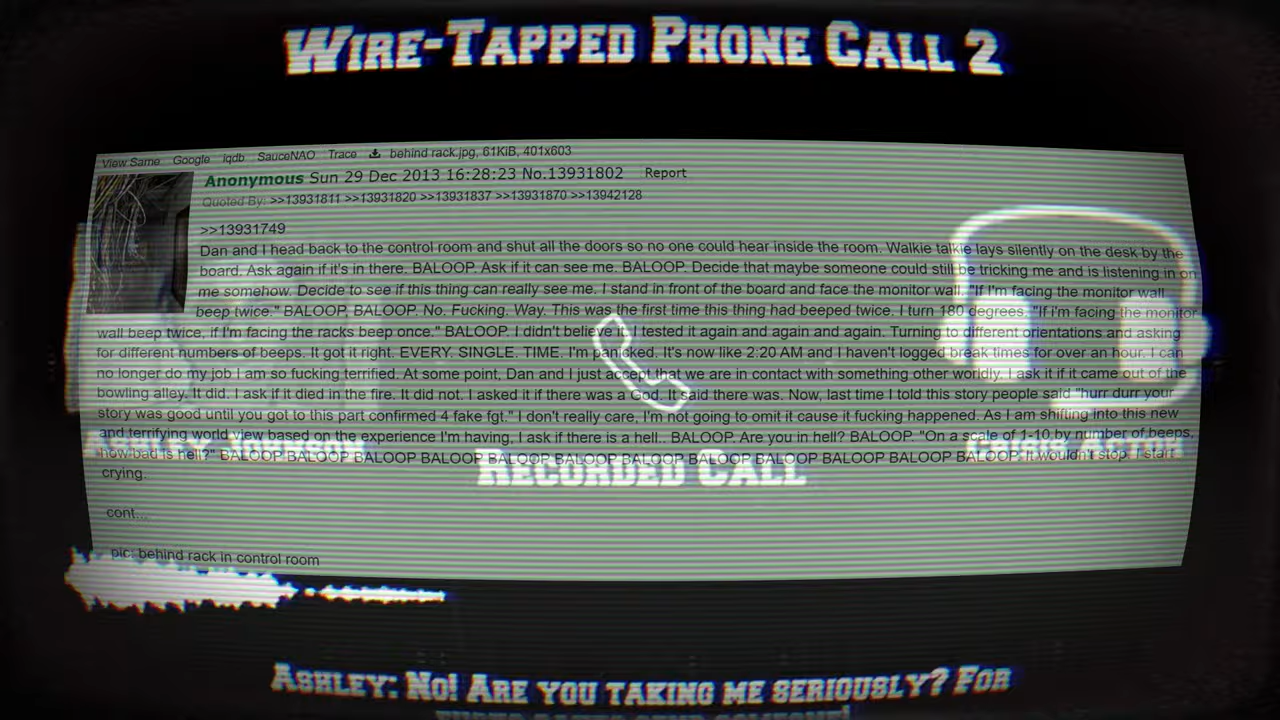 WIRE-TAPPED PHONE CALL 2
View Same Google iqdb SauceNAO Trace behind rack.jpg, 61KiB, 401x603
Anonymous Sun 29 Dec 2013 16:28:23 No.13931802 Report
Quoted By: >>13931811 >>13931820 >>13931837 >>13931870 >>13942128
>>13931749
Dan and I head back to the control room and shut all the doors so no one could hear inside the room. Walkie talkie lays silently on the desk by the
board. Ask again if it's in there. BALOOP. Ask if it can see me. BALOOP. Decide that maybe someone could still be tricking me and is listening in on
me somehow. Decide to see if this thing can really see me. I stand in front of the board and face the monitor wall. "If I'm facing the monitor wall
beep twice." BALOOP, BALOOP. No. Fucking. Way. This was the first time this thing had beeped twice. I turn 180 degrees. "If i'm facing the monitor
wall beep twice, if I'm facing the racks beep once." BALOOP. I didn't believe it. I tested it again and again and again. Turning to different orientations and asking
for different numbers of beeps. It got it right. EVERY. SINGLE. TIME. I'm panicked. It's now like 2:20 AM and I haven't logged break times for over an hour. I can
no longer do my job I am so fucking terrified. At some point, Dan and I just accept that we are in contact with something other worldly. I ask it if it came out of the
bowling alley. It did. I ask if it died in the fire. It did not. I asked it if there was a God. It said there was. Now, last time I told this story people said "hurr durr your
story was good until you got to this part confirmed 4 fake fgt." I don't really care, I'm not going to omit it cause it fucking happened. As I am shifting into this new
and terrifying world view based on the experience I'm having, I ask if there is a hell.. BALOOP. Are you in hell? BALOOP. "On a scale of 1-10 by number of beeps,
how bad is hell?" BALOOP BALOOP BALOOP BALOOP BALOOP BALOOP BALOOP BALOOP BALOOP BALOOP BALOOP BALOOP. It wouldn't stop. I start
crying.
RECORDED CALL
cont...
pic: behind rack in control room
ASHLEY: NO! ARE YOU TAKING ME SERIOUSLY? FOR